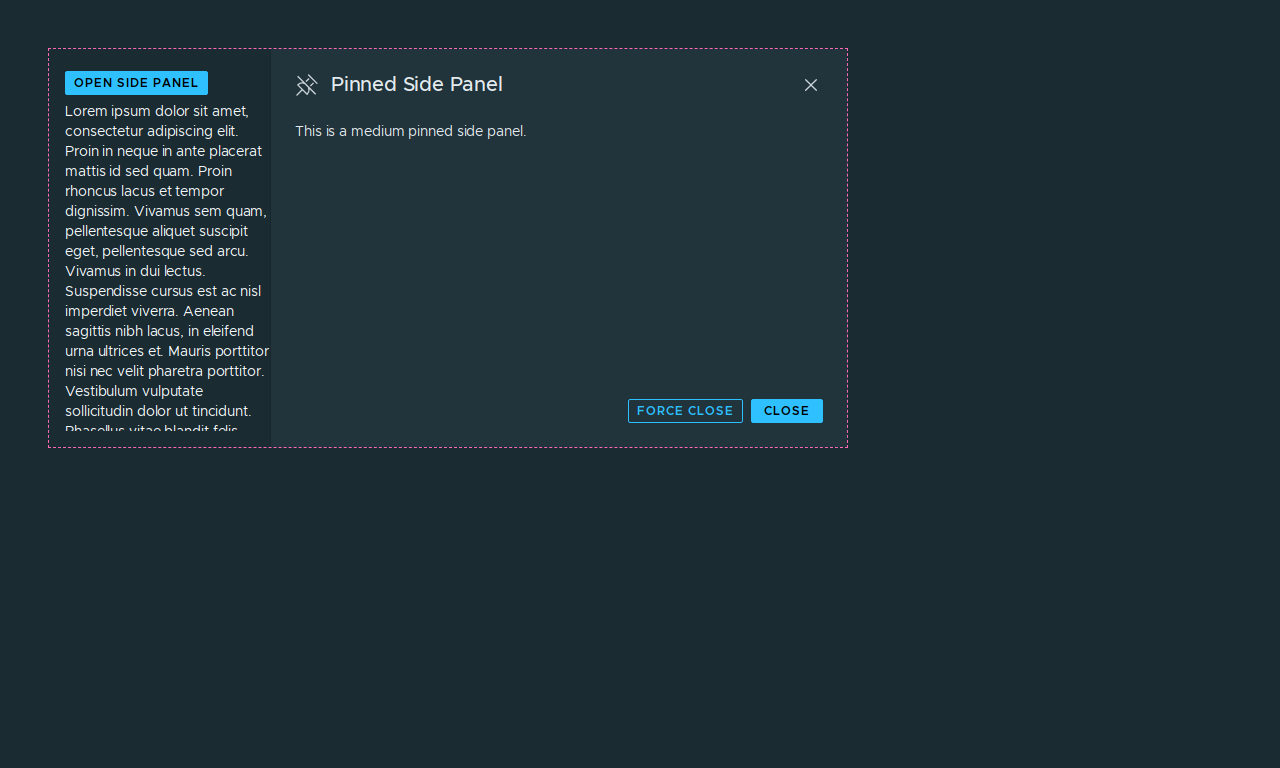 OPEN SIDE PANEL
Lorem ipsum dolor sit amet,
consectetur adipiscing elit.
Proin in neque in ante placerat
mattis id sed quam. Proin
rhoncus lacus et tempor
dignissim. Vivamus sem quam,
pellentesque aliquet suscipit
eget, pellentesque sed arcu.
Vivamus in dui lectus.
Suspendisse cursus est ac nisl
imperdiet viverra. Aenean
sagittis nibh lacus, in eleifend
urna ultrices et. Mauris porttitor
nisi nec velit pharetra porttitor.
Vestibulum vulputate
sollicitudin dolor ut tincidunt.
Phasellus vitae blandit felis
Pinned Side Panel
This is a medium pinned side panel.
FORCE CLOSE
CLOSE